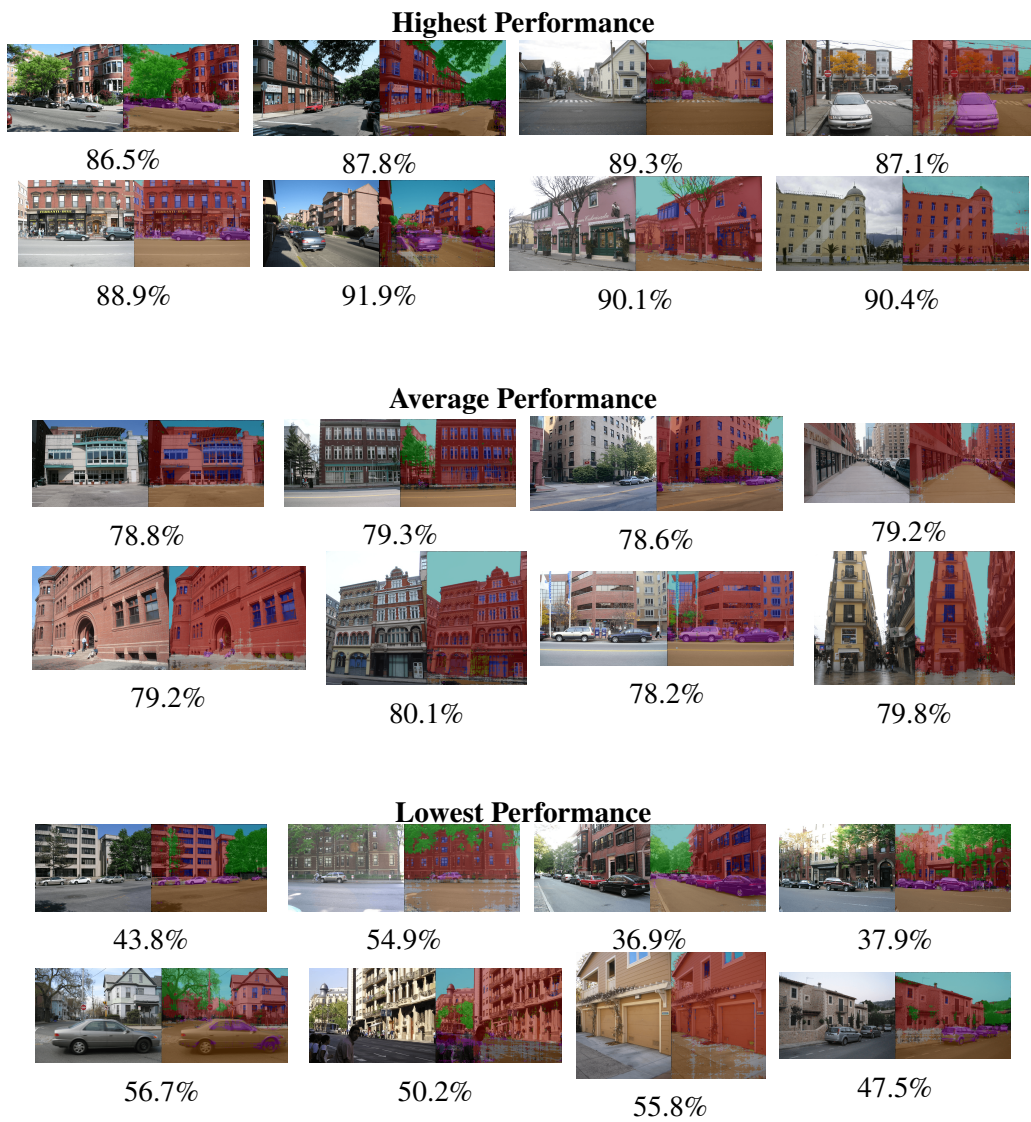 Highest Performance
86.5% 87.8% 89.3% 87.1%
88.9% 91.9% 90.1% 90.4%
Average Performance
78.8% 79.3% 78.6% 79.2%
79.2% 80.1% 78.2% 79.8%
Lowest Performance
43.8% 54.9% 36.9% 37.9%
56.7% 50.2% 55.8% 47.5%